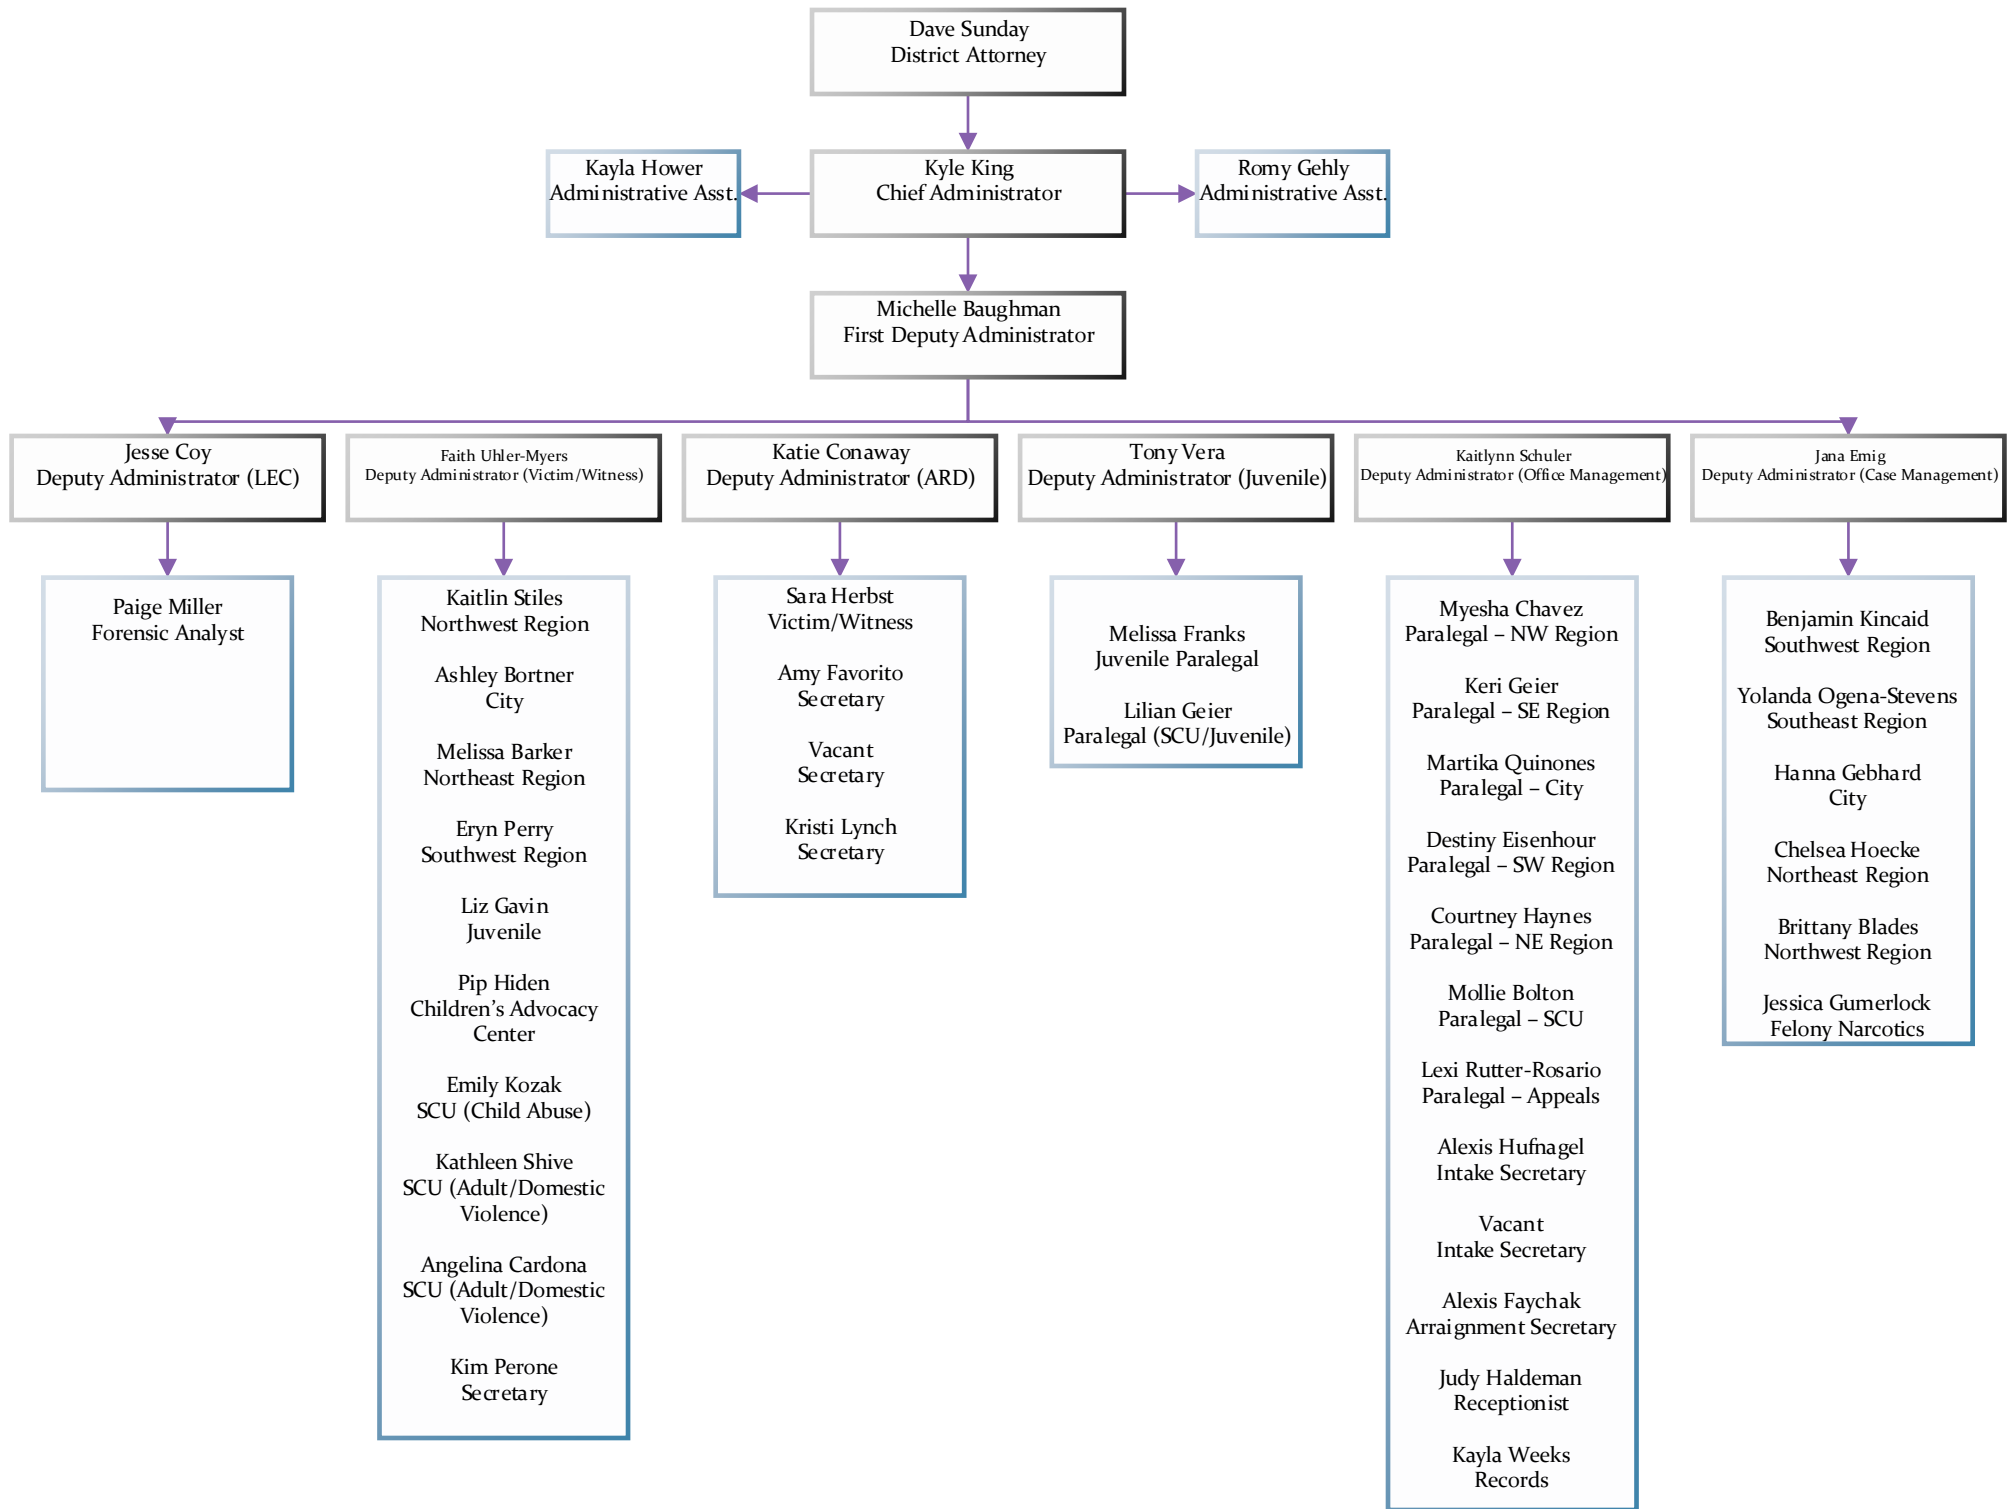 Dave Sunday
District Attorney
Kayla Hower
Administrative Asst.
Kyle King
Chief Administrator
Romy Gehly
Administrative Asst.
Michelle Baughman
First Deputy Administrator
Jesse Coy
Deputy Administrator (LEC)
Faith Uhler-Myers
Deputy Administrator (Victim/Witness)
Katie Conaway
Deputy Administrator (ARD)
Tony Vera
Deputy Administrator (Juvenile)
Kaitlynn Schuler
Deputy Administrator (Office Management)
Jana Emig
Deputy Administrator (Case Management)
Paige Miller
Forensic Analyst
Kaitlin Stiles
Northwest Region
Ashley Bortner
City
Melissa Barker
Northeast Region
Eryn Perry
Southwest Region
Liz Gavin
Juvenile
Pip Hiden
Children’s Advocacy
Center
Emily Kozak
SCU (Child Abuse)
Kathleen Shive
SCU (Adult/Domestic
Violence)
Angelina Cardona
SCU (Adult/Domestic
Violence)
Kim Perone
Secretary
Sara Herbst
Victim/Witness
Amy Favorito
Secretary
Vacant
Secretary
Kristi Lynch
Secretary
Melissa Franks
Juvenile Paralegal
Lilian Geier
Paralegal (SCU/Juvenile)
Myesha Chavez
Paralegal – NW Region
Keri Geier
Paralegal – SE Region
Martika Quinones
Paralegal – City
Destiny Eisenhour
Paralegal – SW Region
Courtney Haynes
Paralegal – NE Region
Mollie Bolton
Paralegal – SCU
Lexi Rutter-Rosario
Paralegal – Appeals
Alexis Hufnagel
Intake Secretary
Vacant
Intake Secretary
Alexis Faychak
Arraignment Secretary
Judy Haldeman
Receptionist
Kayla Weeks
Records
Benjamin Kincaid
Southwest Region
Yolanda Ogena-Stevens
Southeast Region
Hanna Gebhard
City
Chelsea Hoecke
Northeast Region
Brittany Blades
Northwest Region
Jessica Gumerlock
Felony Narcotics